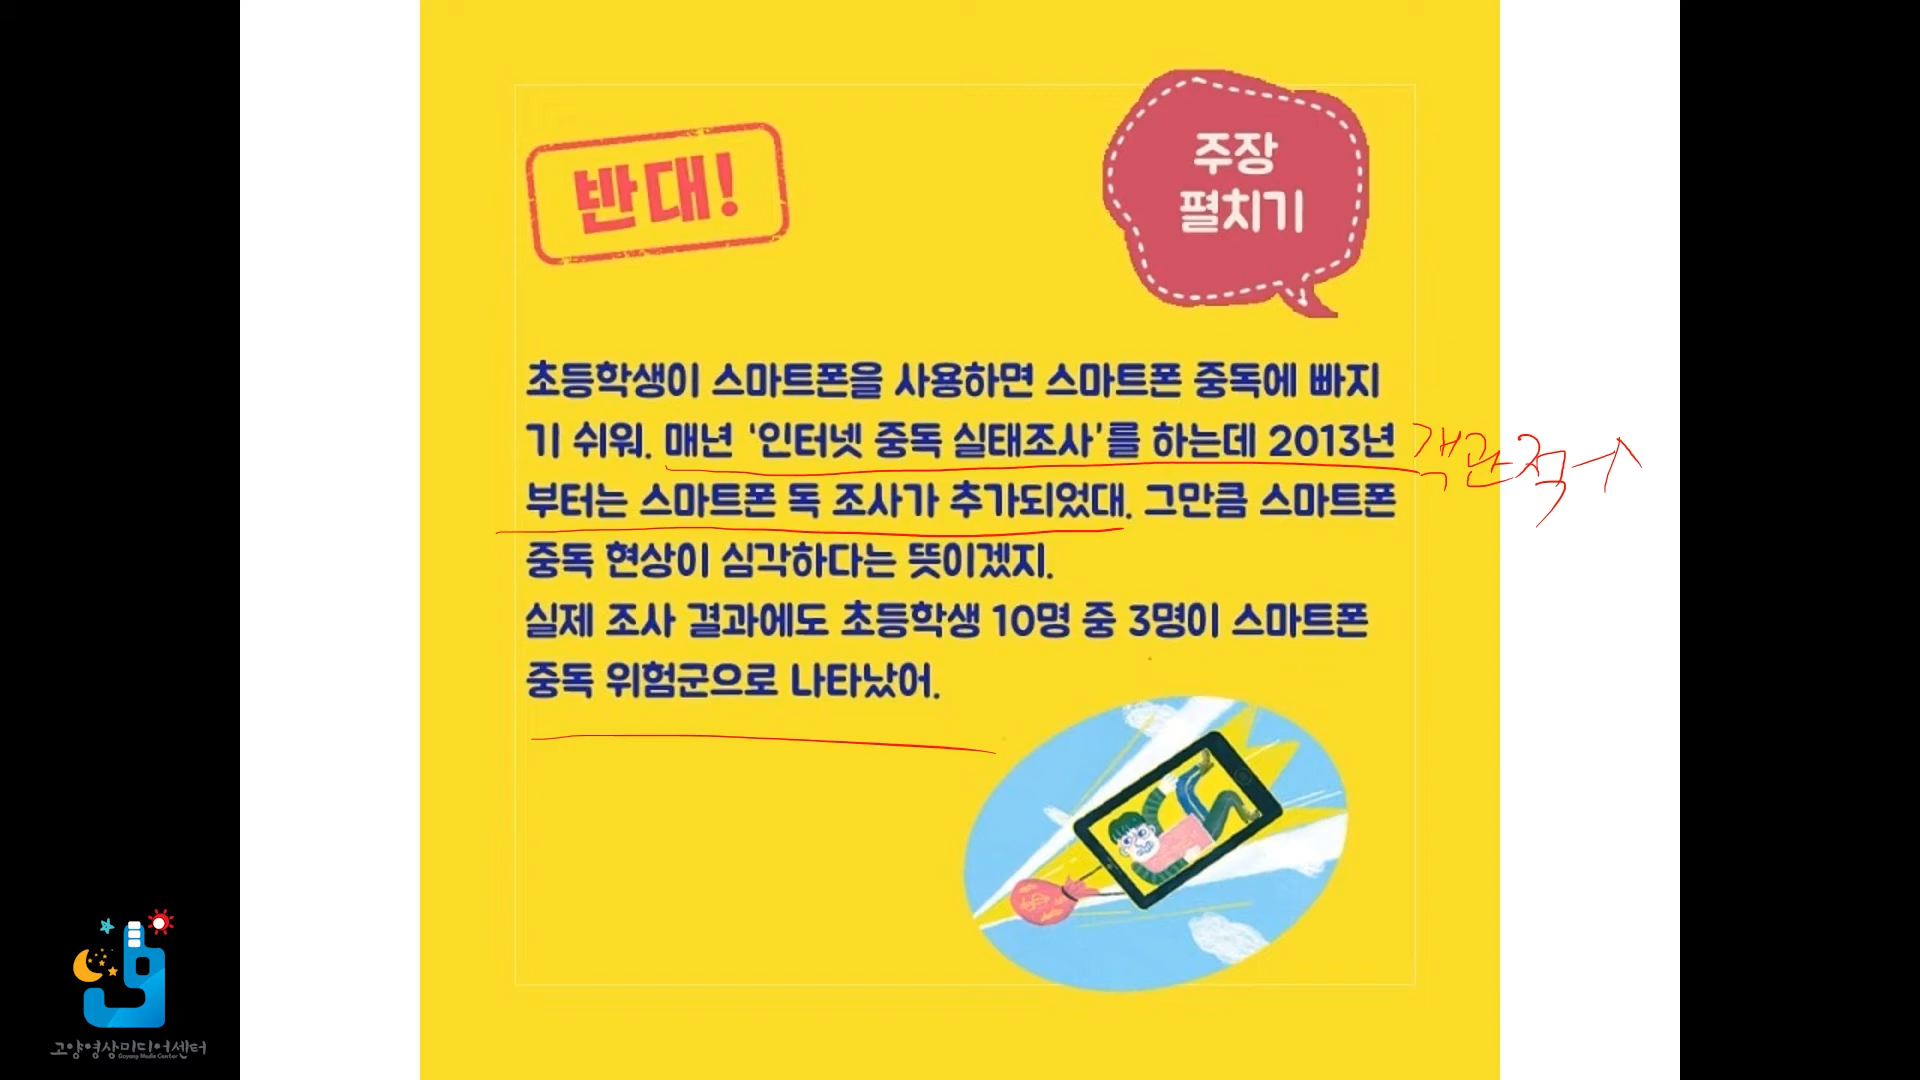 반대!
주장
펼치기
초등학생이 스마트폰을 사용하면 스마트폰 중독에 빠지
기 쉬워. 매년 '인터넷 중독 실태조사'를 하는데 2013년
객관적
부터는 스마트폰 독 조사가 추가되었대. 그만큼 스마트폰
중독 현상이 심각하다는 뜻이겠지.
실제 조사 결과에도 초등학생 10명 중 3명이 스마트폰
중독 위험군으로 나타났어.
고양영상미디어센터
Goyang Media Center